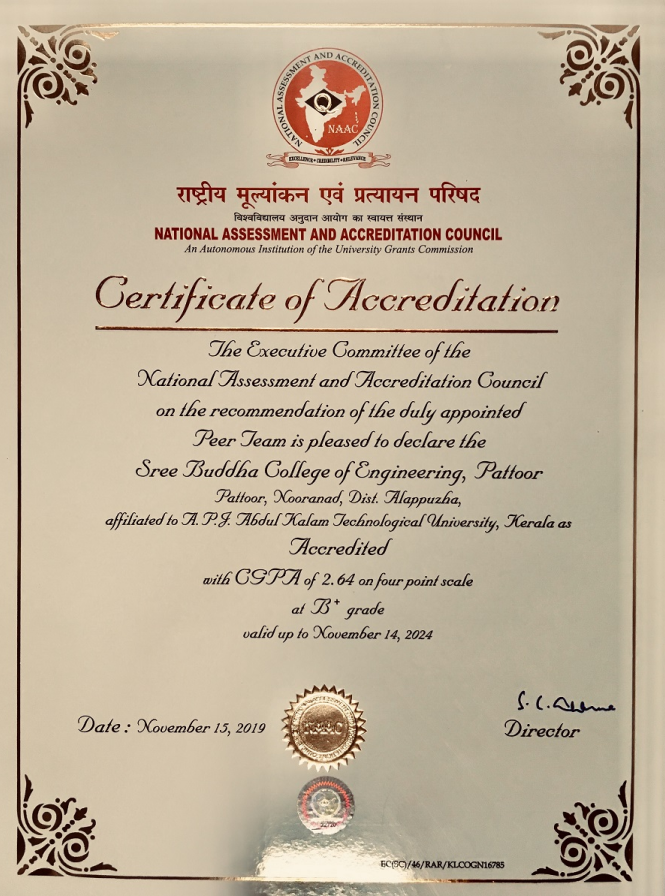 NATIONAL ASSESSMENT AND ACCREDITATION COUNCIL
Q
NAAC
EXCELLENCE • CREDIBILITY • RELEVANCE
राष्ट्रीय मूल्यांकन एवं प्रत्यायन परिषद
विश्वविद्यालय अनुदान आयोग का स्वायत्त संस्थान
NATIONAL ASSESSMENT AND ACCREDITATION COUNCIL
An Autonomous Institution of the University Grants Commission
Certificate of Accreditation
The Executive Committee of the
National Assessment and Accreditation Council
on the recommendation of the duly appointed
Peer Team is pleased to declare the
Sree Buddha College of Engineering, Pattoor
Pattoor, Nooranad, Dist. Alappuzha,
affiliated to A.P.J. Abdul Kalam Technological University, Kerala as
Accredited
with CGPA of 2.64 on four point scale
at B+ grade
valid up to November 14, 2024
Date : November 15, 2019
NAAC
Director
EC(SC)/46/RAR/KLCOGN16785